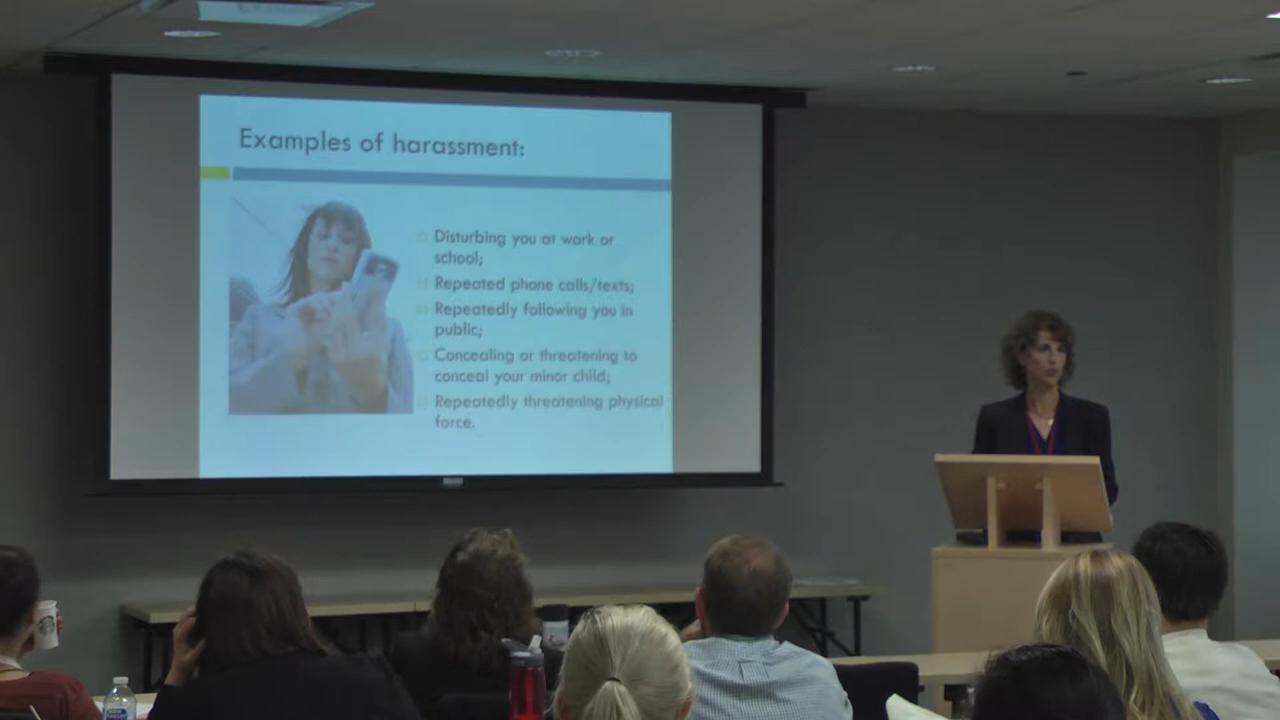 Examples of harassment:
Disturbing you at work or
school;
Repeated phone calls/texts;
Repeatedly following you in
public;
Concealing or threatening to
conceal your minor child;
Repeatedly threatening physical
force.